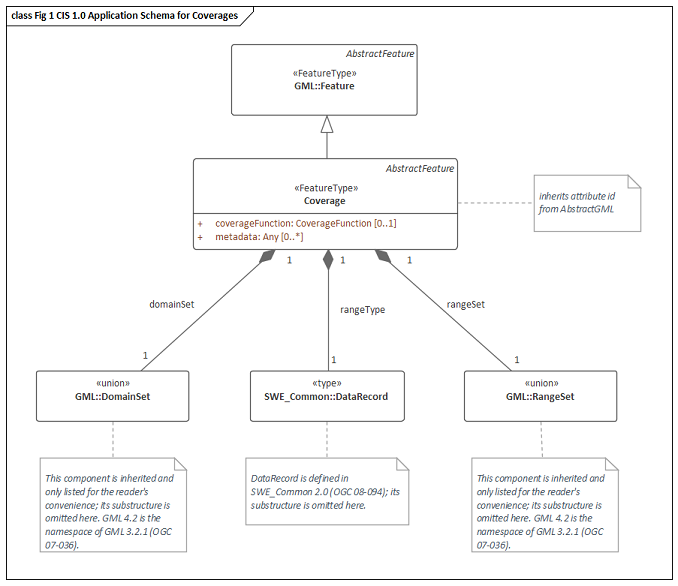 class Fig 1 CIS 1.0 Application Schema for Coverages
AbstractFeature
«FeatureType»
GML::Feature
AbstractFeature
«FeatureType»
Coverage
+ coverageFunction: CoverageFunction [0..1]
+ metadata: Any [0..*]
inherits attribute id
from AbstractGML
1
1
1
domainSet
rangeType
rangeSet
1
1
1
«union»
GML::DomainSet
«type»
SWE_Common::DataRecord
«union»
GML::RangeSet
This component is inherited and
only listed for the reader's
convenience; its substructure is
omitted here. GML 4.2 is the
namespace of GML 3.2.1 (OGC
07-036).
DataRecord is defined in
SWE_Common 2.0 (OGC 08-094); its
substructure is omitted here.
This component is inherited and
only listed for the reader's
convenience; its substructure is
omitted here. GML 4.2 is the
namespace of GML 3.2.1 (OGC
07-036).